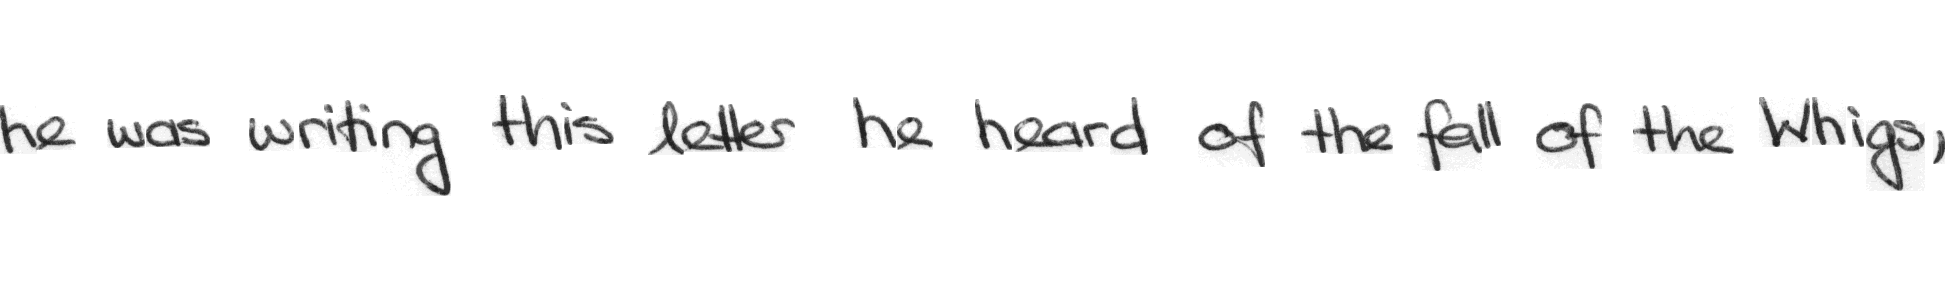 he was writing this letter he heard of the fall of the Whigs,